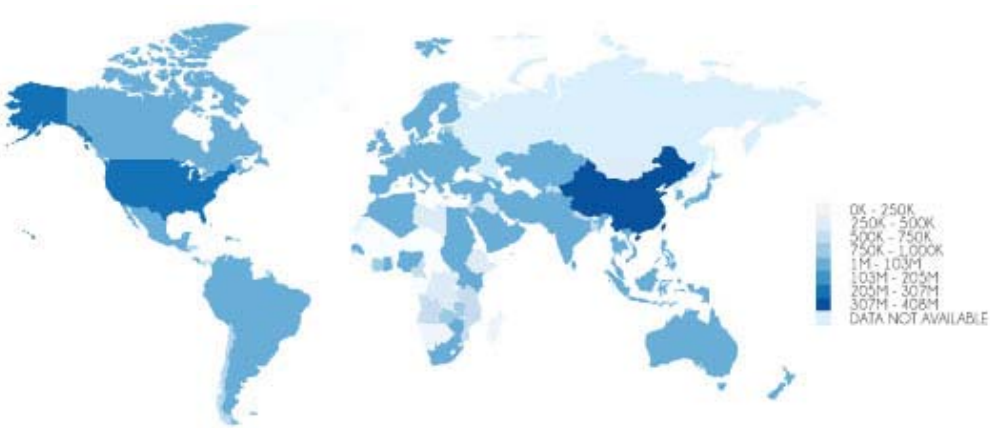 0K - 250K
250K - 500K
500K - 750K
750K - 1,000K
1M - 103M
103M - 205M
205M - 307M
307M - 408M
DATA NOT AVAILABLE